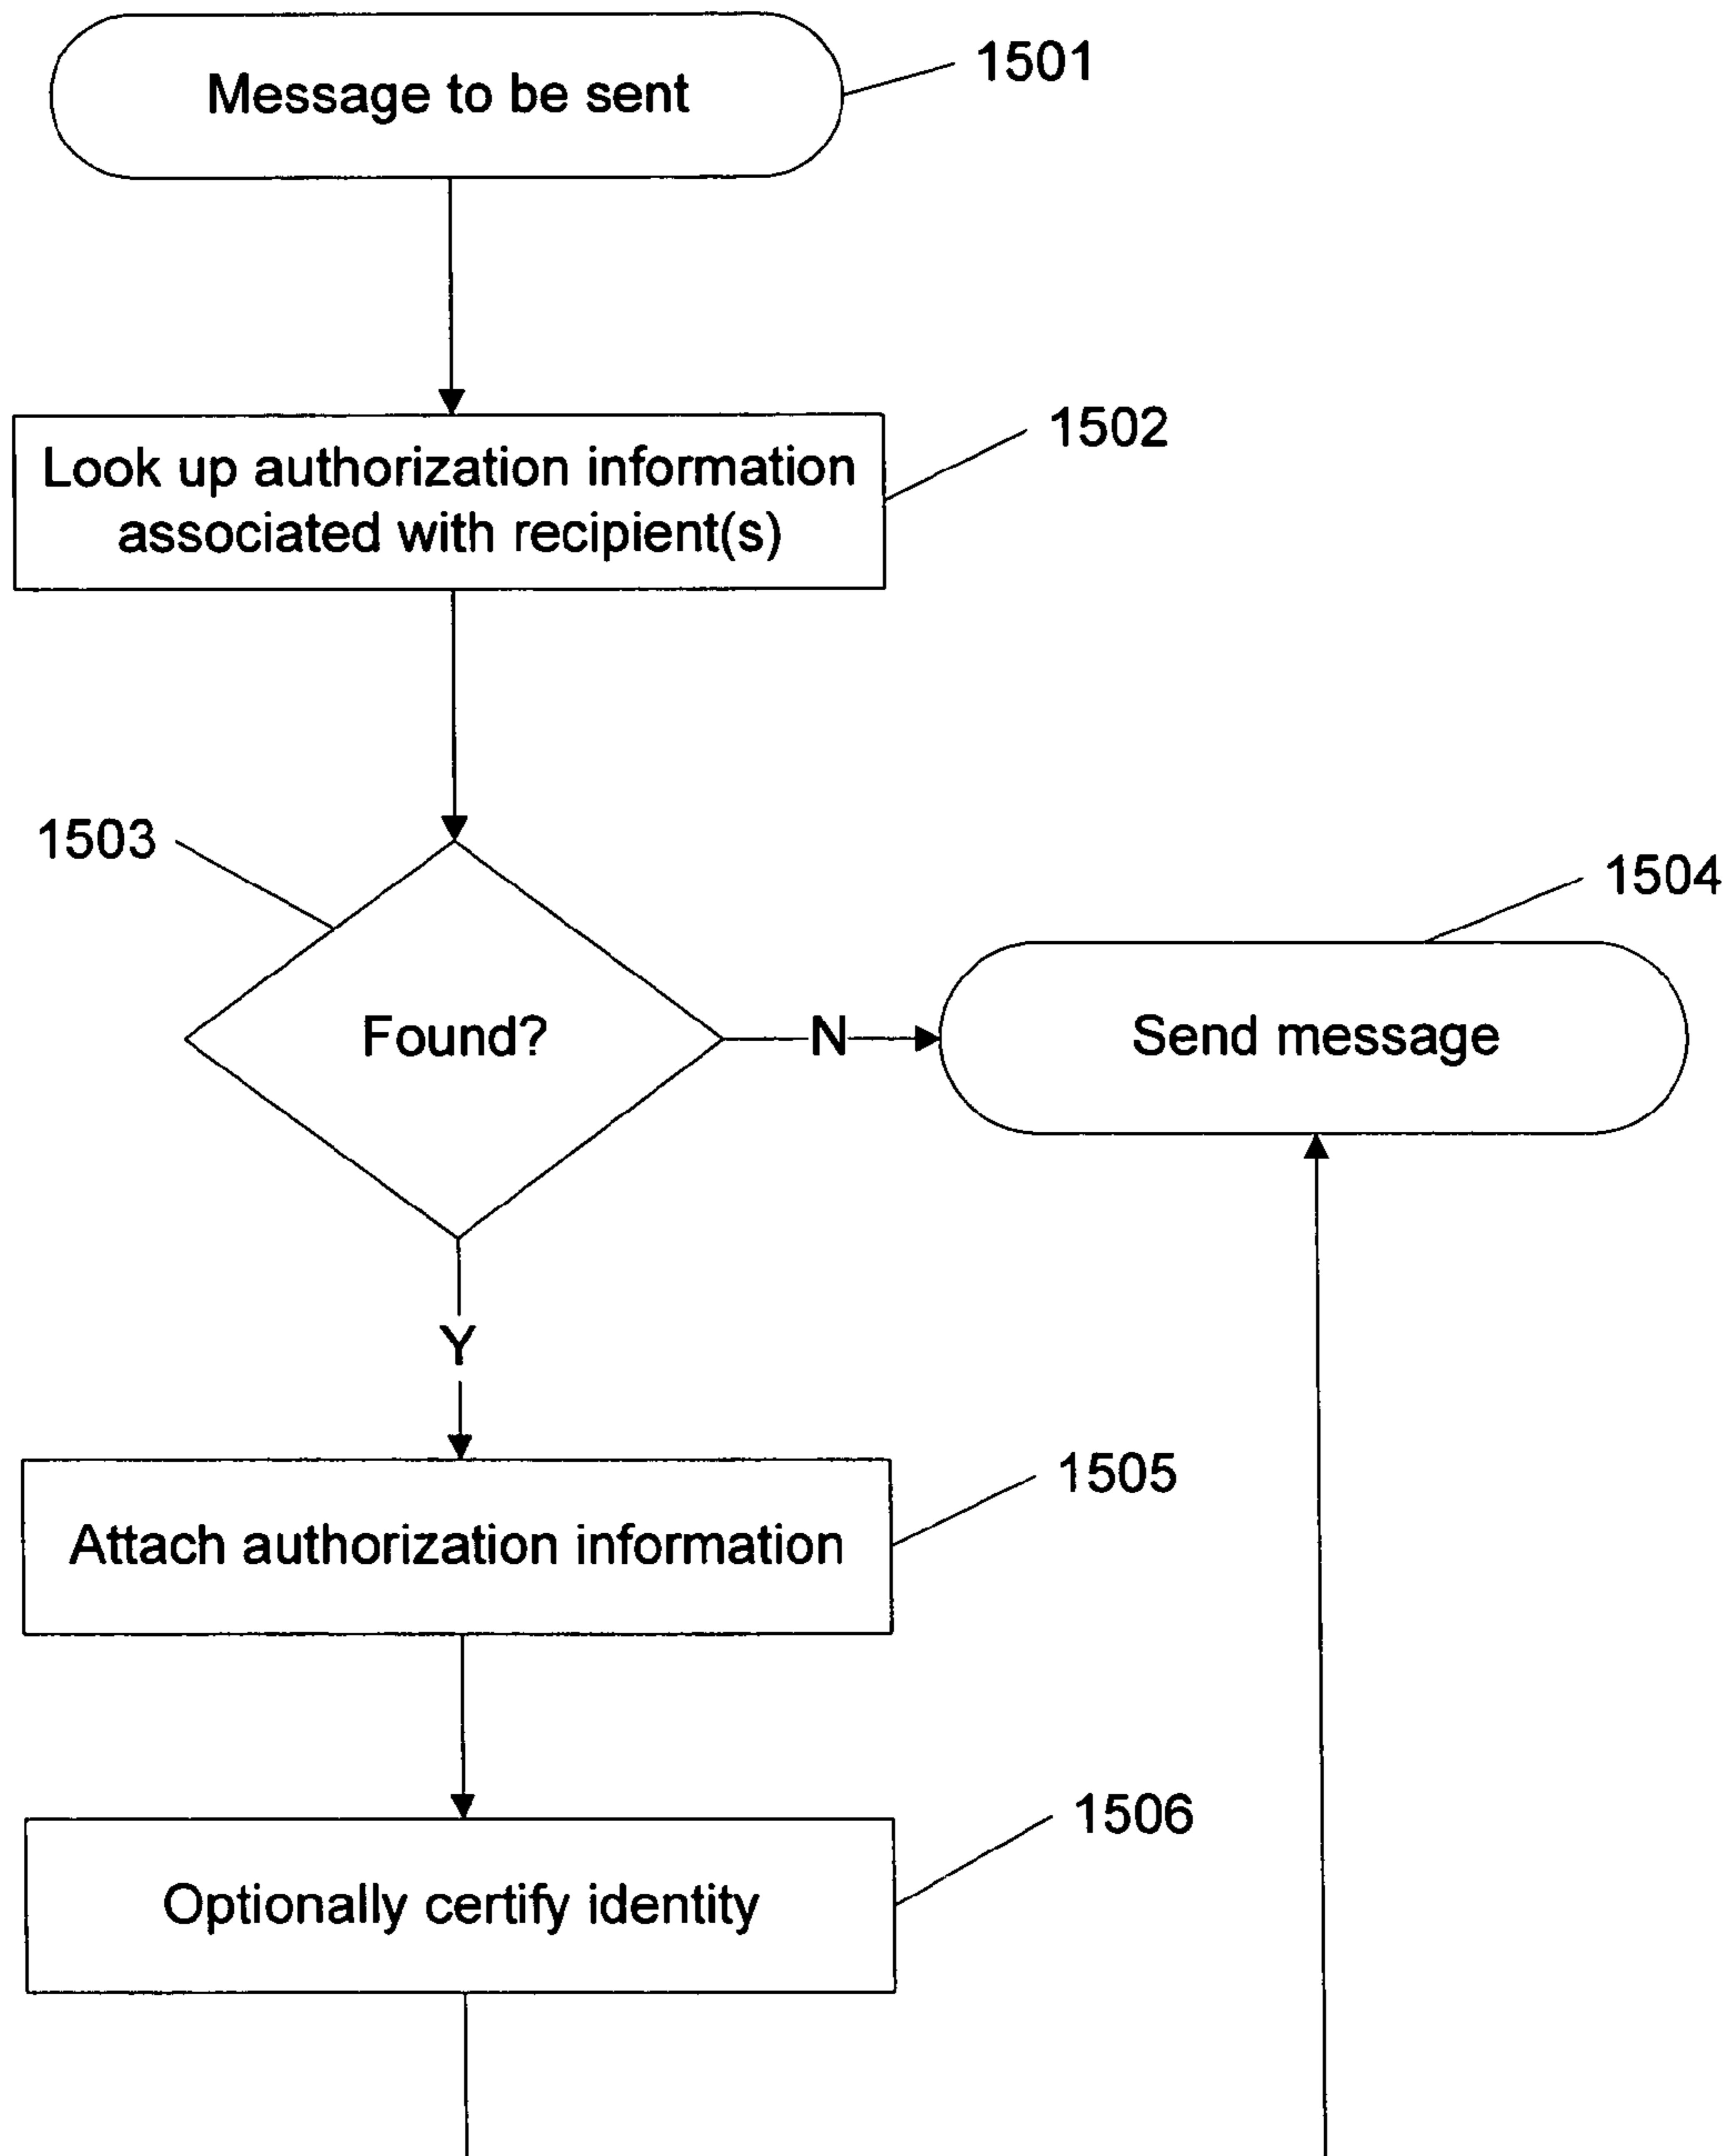 Message to be sent
1501
Look up authorization information
associated with recipient(s)
1502
1503
Found?
N
1504
Send message
Y
Attach authorization information
1505
Optionally certify identity
1506